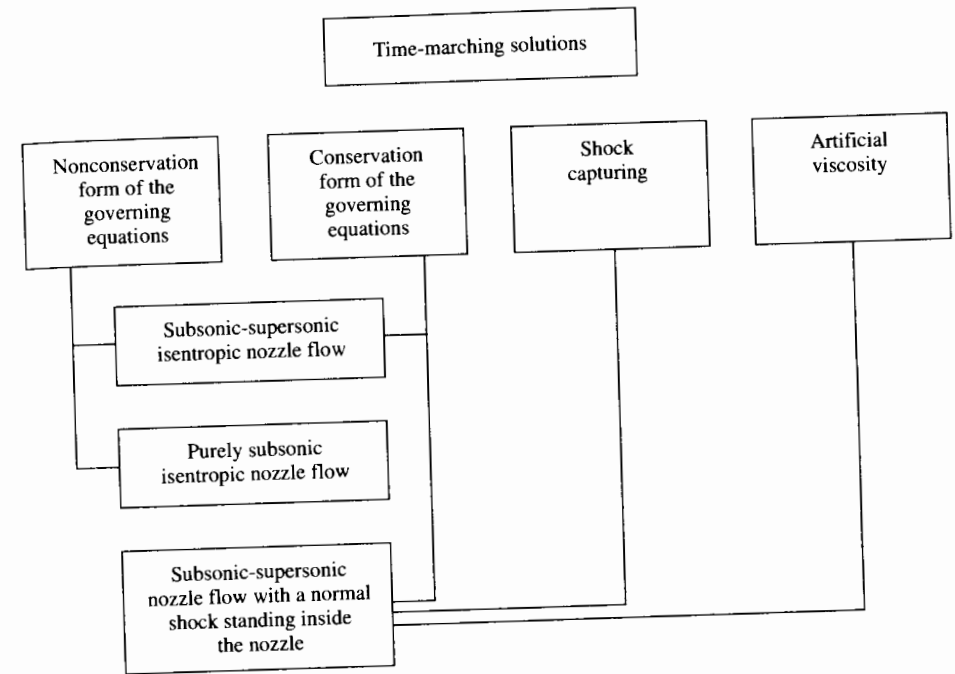 Time-marching solutions
Nonconservation
form of the
governing
equations
Conservation
form of the
governing
equations
Shock
capturing
Artificial
viscosity
Subsonic-supersonic
isentropic nozzle flow
Purely subsonic
isentropic nozzle flow
Subsonic-supersonic
nozzle flow with a normal
shock standing inside
the nozzle